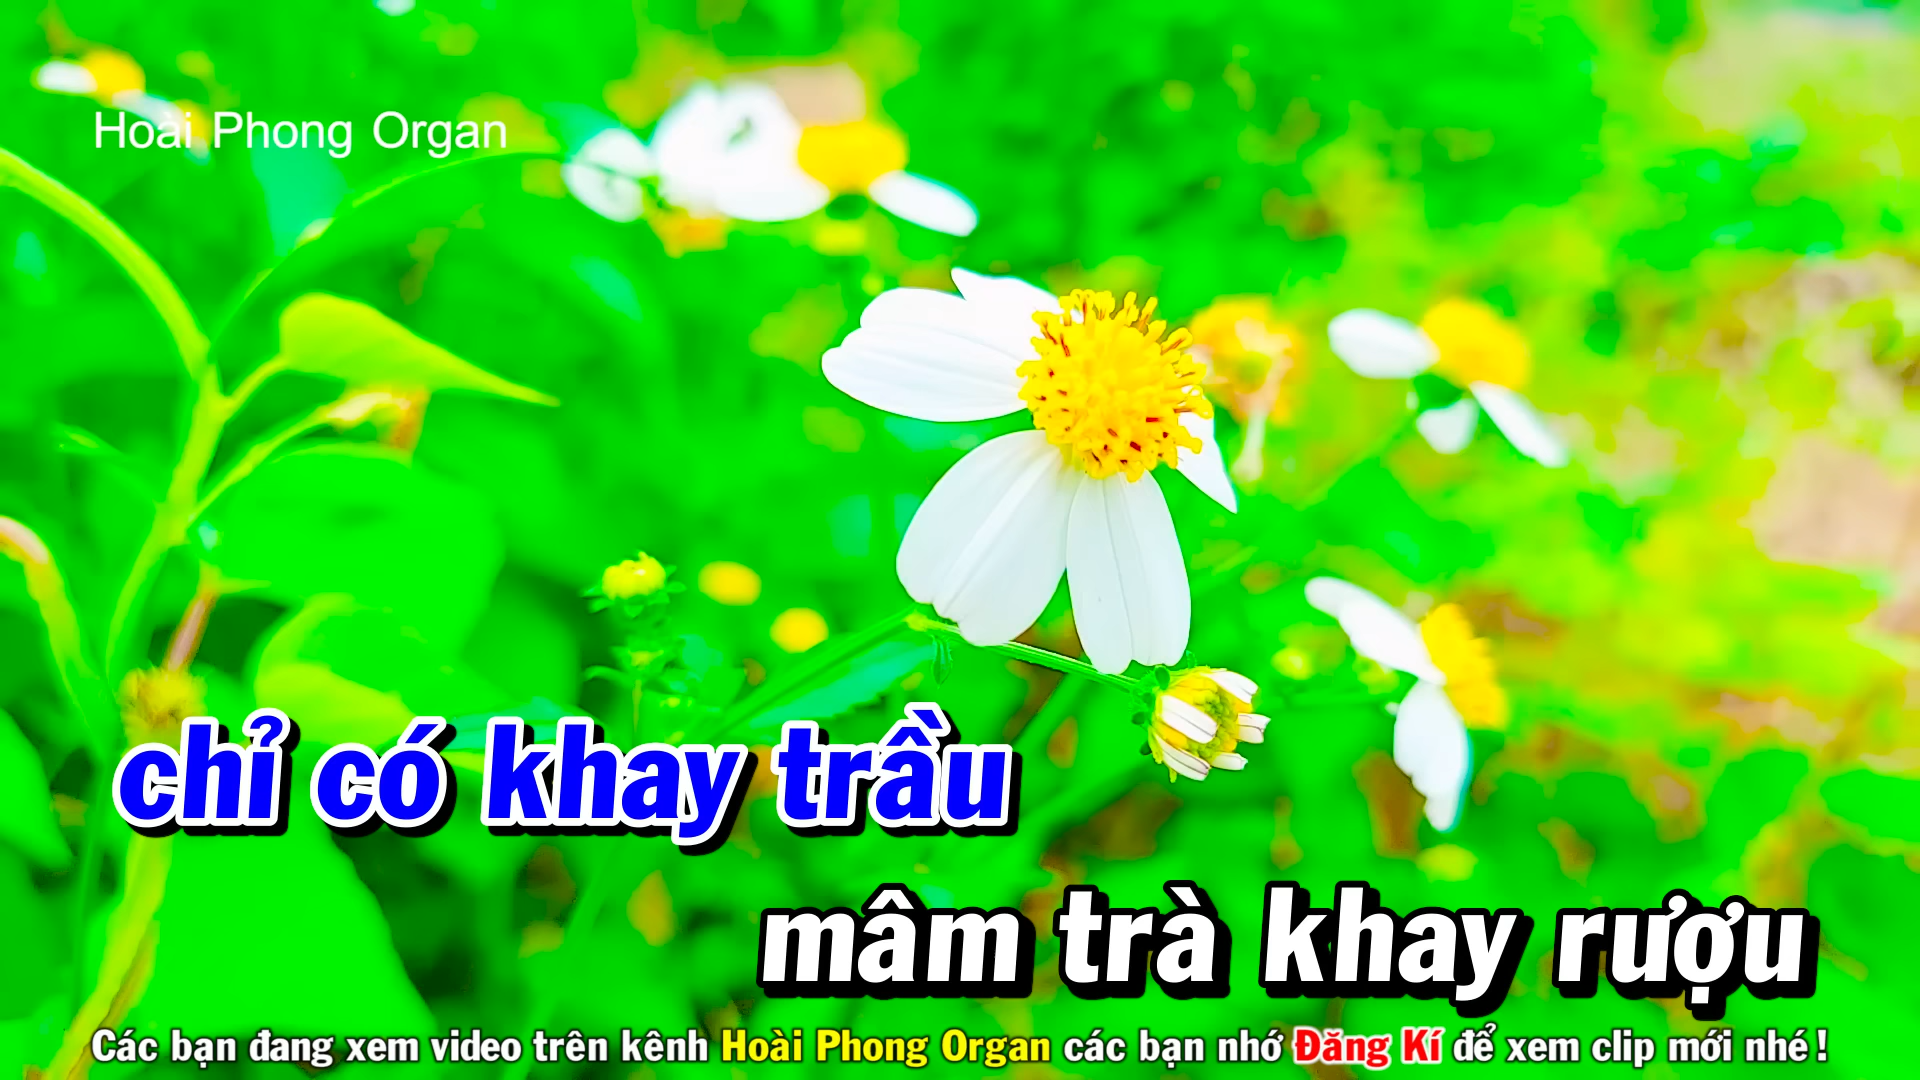 Hoài Phong Organ
chỉ có khay trầu
mâm trà khay rượu
Các bạn đang xem video trên kênh Hoài Phong Organ các bạn nhớ Đăng Kí để xem clip mới nhé !